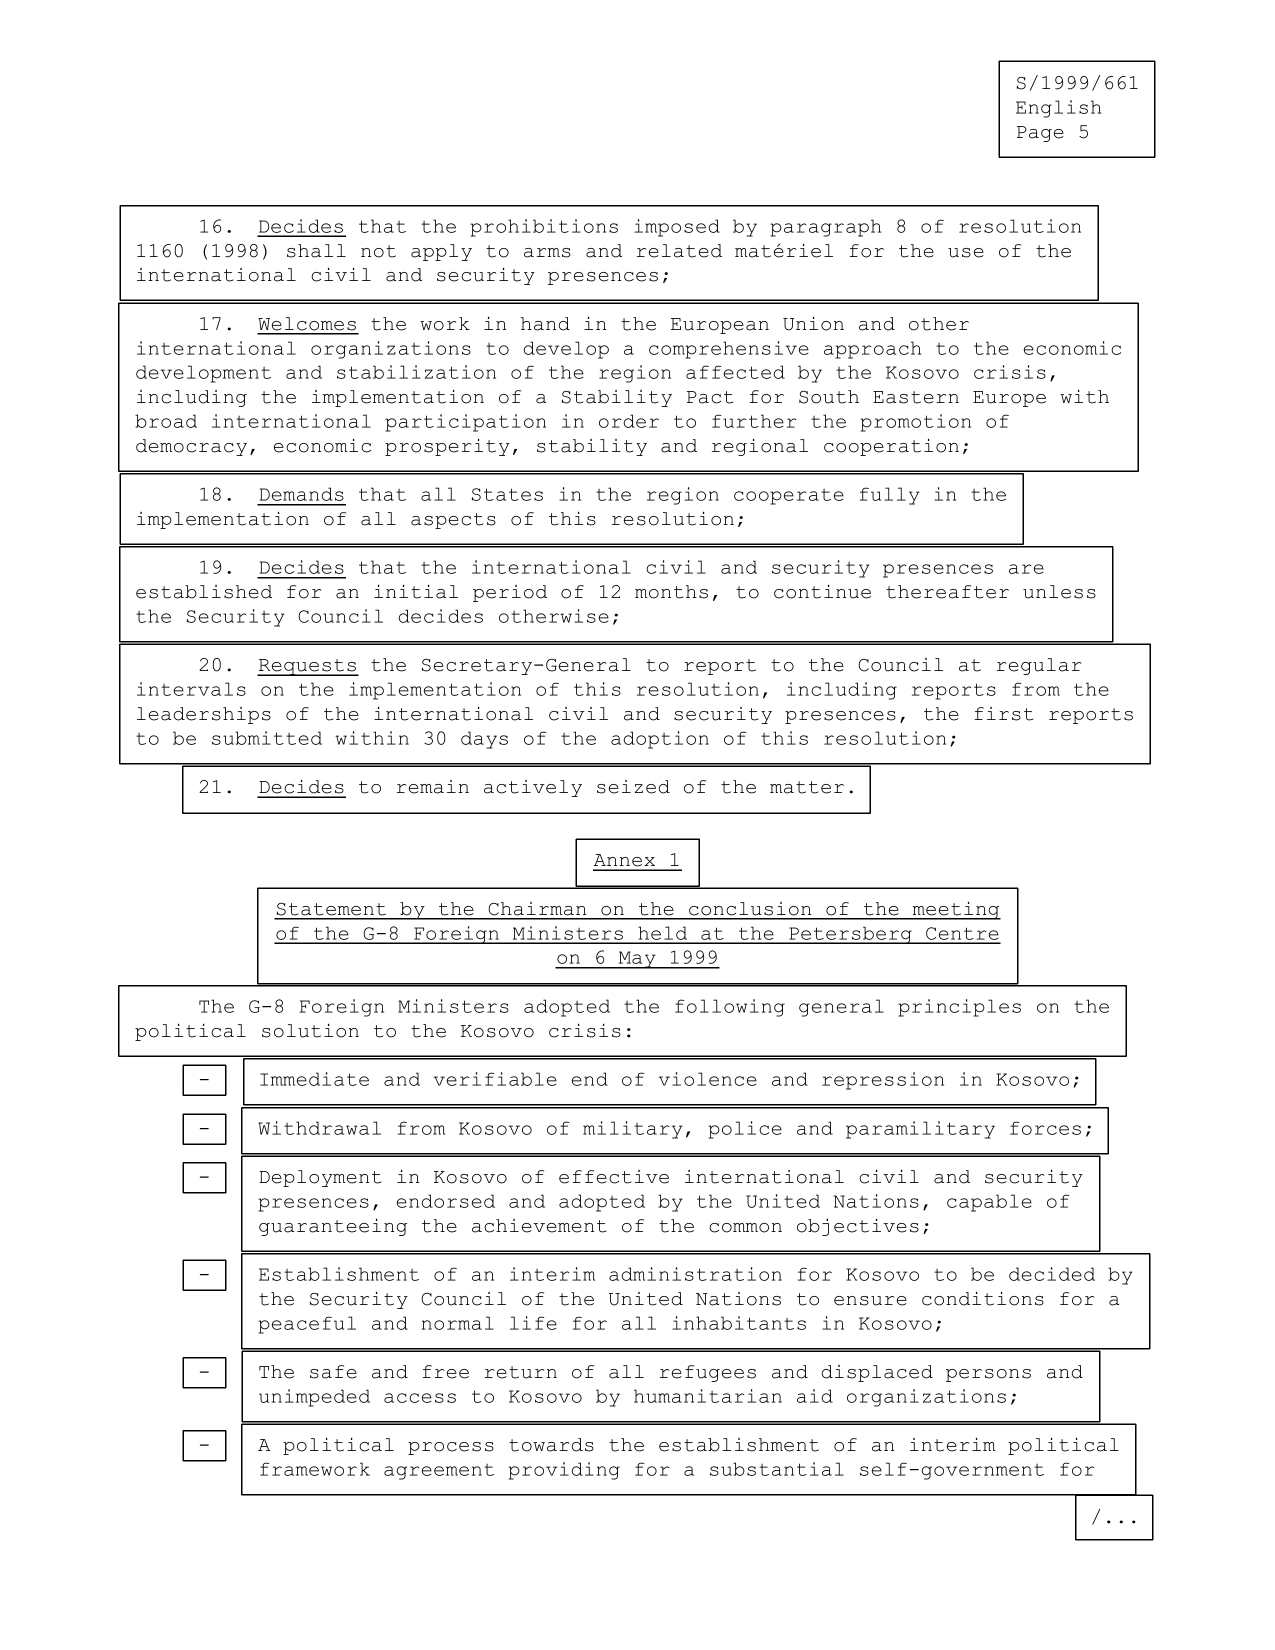 S/1999/661
English
Page 5
16. Decides that the prohibitions imposed by paragraph 8 of resolution
1160 (1998) shall not apply to arms and related matériel for the use of the
international civil and security presences;
17. Welcomes the work in hand in the European Union and other
international organizations to develop a comprehensive approach to the economic
development and stabilization of the region affected by the Kosovo crisis,
including the implementation of a Stability Pact for South Eastern Europe with
broad international participation in order to further the promotion of
democracy, economic prosperity, stability and regional cooperation;
18. Demands that all States in the region cooperate fully in the
implementation of all aspects of this resolution;
19. Decides that the international civil and security presences are
established for an initial period of 12 months, to continue thereafter unless
the Security Council decides otherwise;
20. Requests the Secretary-General to report to the Council at regular
intervals on the implementation of this resolution, including reports from the
leaderships of the international civil and security presences, the first reports
to be submitted within 30 days of the adoption of this resolution;
21. Decides to remain actively seized of the matter.
Annex 1
Statement by the Chairman on the conclusion of the meeting
of the G-8 Foreign Ministers held at the Petersberg Centre
on 6 May 1999
The G-8 Foreign Ministers adopted the following general principles on the
political solution to the Kosovo crisis:
- Immediate and verifiable end of violence and repression in Kosovo;
- Withdrawal from Kosovo of military, police and paramilitary forces;
- Deployment in Kosovo of effective international civil and security
presences, endorsed and adopted by the United Nations, capable of
guaranteeing the achievement of the common objectives;
- Establishment of an interim administration for Kosovo to be decided by
the Security Council of the United Nations to ensure conditions for a
peaceful and normal life for all inhabitants in Kosovo;
- The safe and free return of all refugees and displaced persons and
unimpeded access to Kosovo by humanitarian aid organizations;
- A political process towards the establishment of an interim political
framework agreement providing for a substantial self-government for
/...